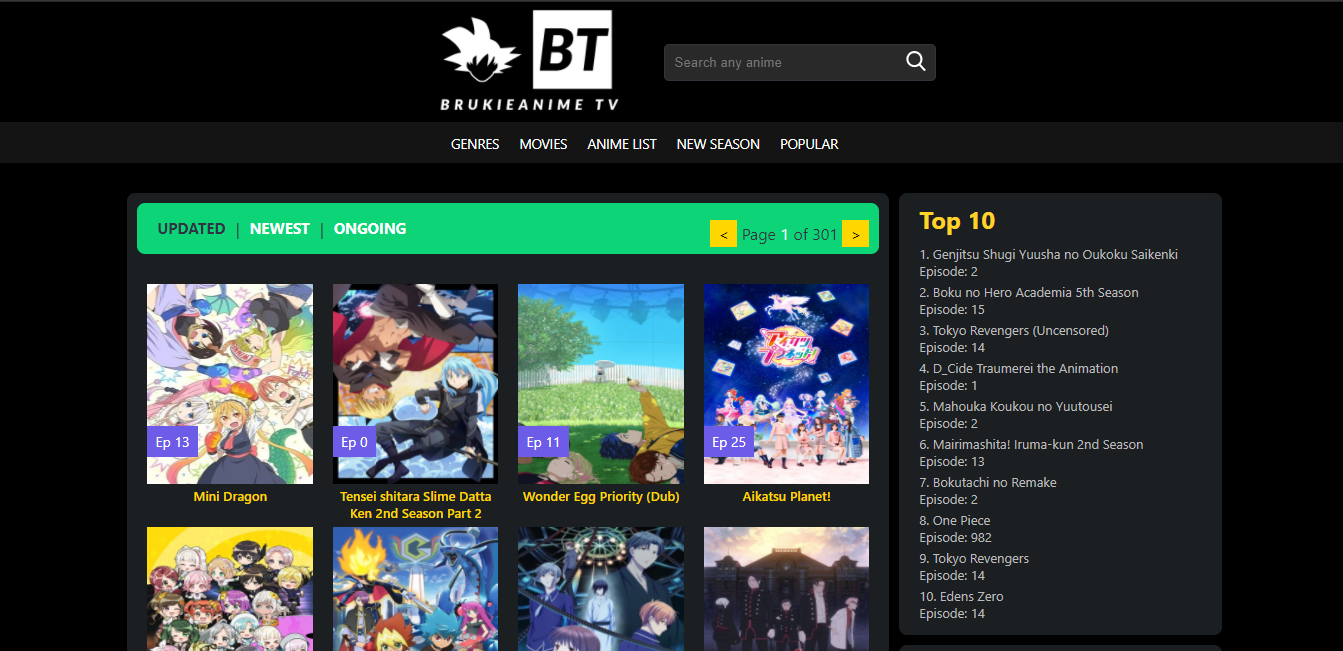 BT
BRUKIEANIME TV
Search any anime
GENRES MOVIES ANIME LIST NEW SEASON POPULAR
UPDATED | NEWEST | ONGOING
< Page 1 of 301 >
Ep 13
Ep 0
Ep 11
Ep 25
Mini Dragon
Tensei shitara Slime Datta
Ken 2nd Season Part 2
Wonder Egg Priority (Dub)
Aikatsu Planet!
Top 10
1. Genjitsu Shugi Yuusha no Oukoku Saikenki
Episode: 2
2. Boku no Hero Academia 5th Season
Episode: 15
3. Tokyo Revengers (Uncensored)
Episode: 14
4. D_Cide Traumerei the Animation
Episode: 1
5. Mahouka Koukou no Yuutousei
Episode: 2
6. Mairimashita! Iruma-kun 2nd Season
Episode: 13
7. Bokutachi no Remake
Episode: 2
8. One Piece
Episode: 982
9. Tokyo Revengers
Episode: 14
10. Edens Zero
Episode: 14